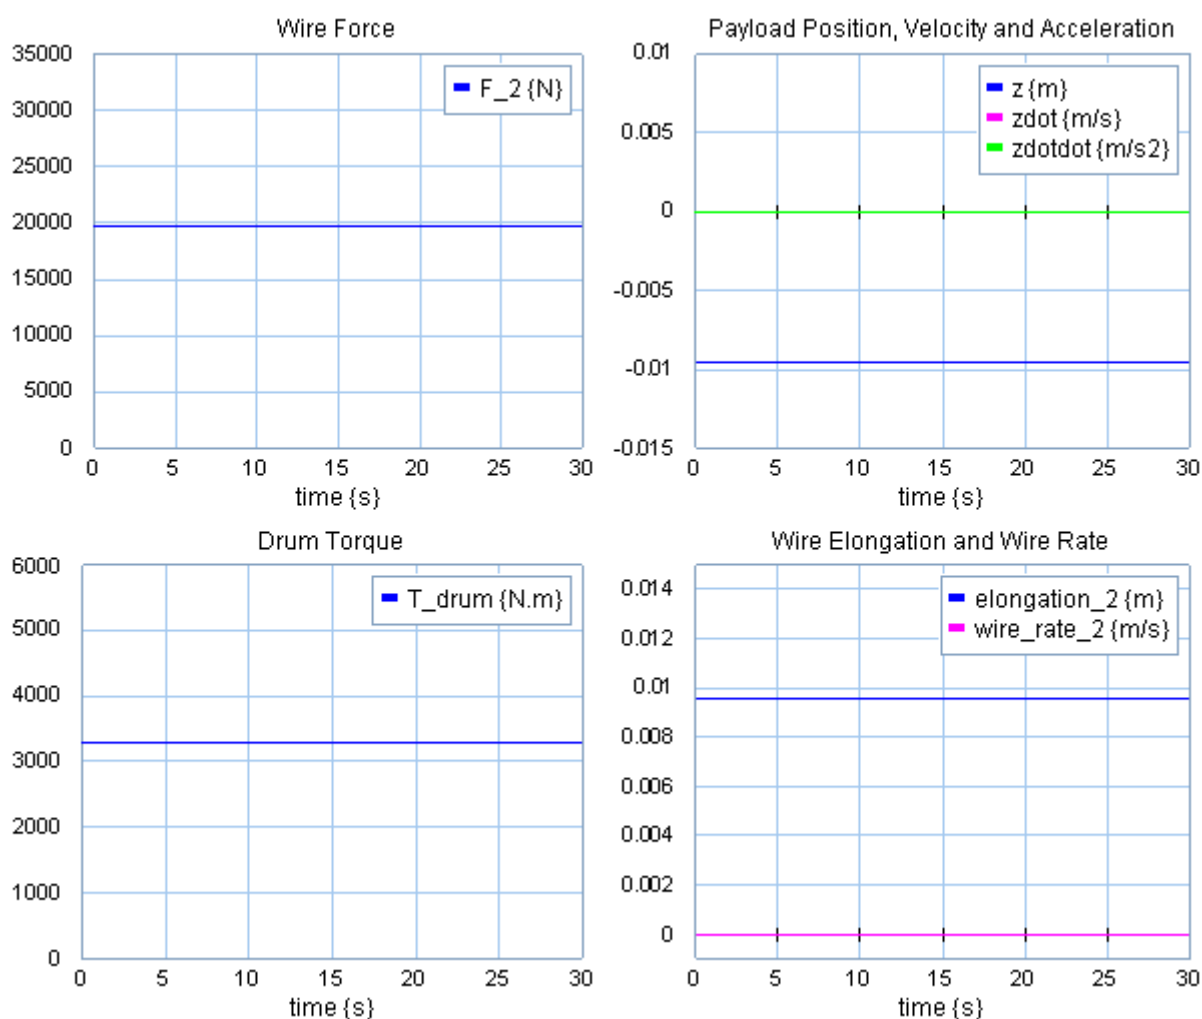 Wire Force
35000
30000
25000
20000
15000
10000
5000
0
F_2 {N}
0 5 10 15 20 25 30
time {s}
Payload Position, Velocity and Acceleration
0.01
0.005
0
-0.005
-0.01
-0.015
z {m}
zdot {m/s}
zdotdot {m/s2}
0 5 10 15 20 25 30
time {s}
Drum Torque
6000
5000
4000
3000
2000
1000
0
T_drum {N.m}
0 5 10 15 20 25 30
time {s}
Wire Elongation and Wire Rate
0.014
0.012
0.01
0.008
0.006
0.004
0.002
0
elongation_2 {m}
wire_rate_2 {m/s}
0 5 10 15 20 25 30
time {s}